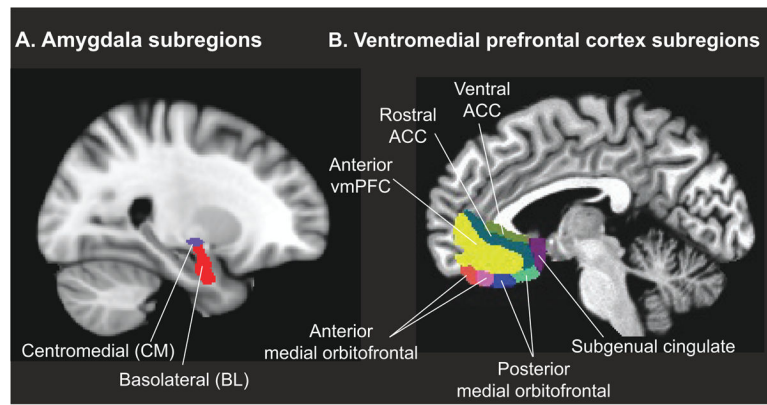 A. Amygdala subregions
B. Ventromedial prefrontal cortex subregions
Ventral
ACC
Rostral
ACC
Anterior
vmPFC
Centromedial (CM)
Basolateral (BL)
Anterior
medial orbitofrontal
Subgenual cingulate
Posterior
medial orbitofrontal